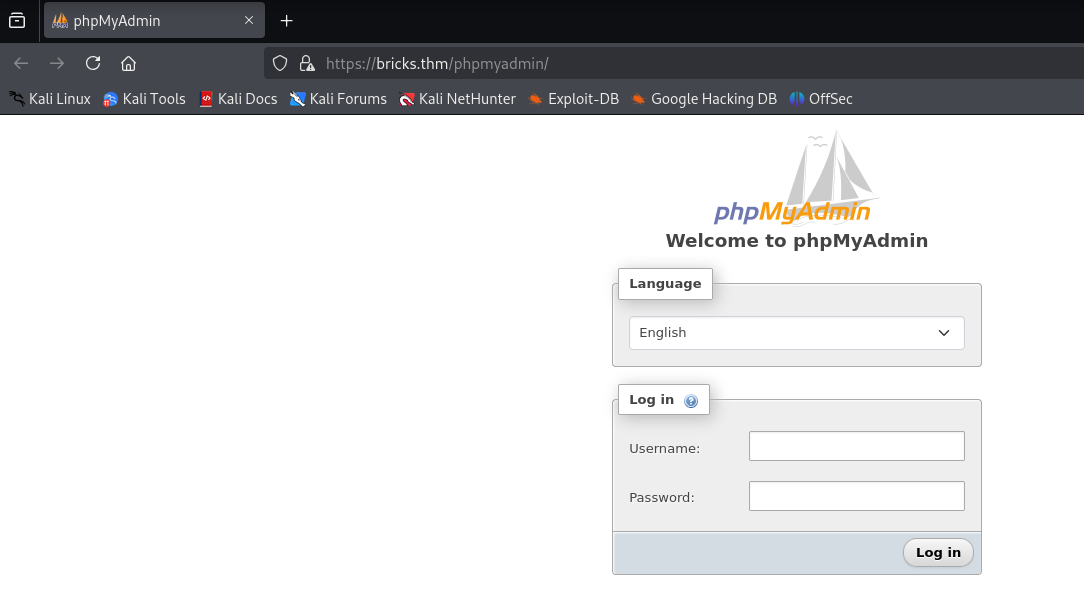 phpMyAdmin
https://bricks.thm/phpmyadmin/
Kali Linux Kali Tools Kali Docs Kali Forums Kali NetHunter Exploit-DB Google Hacking DB OffSec
phpMyAdmin
Welcome to phpMyAdmin
Language
English
Log in
Username:
Password:
Log in